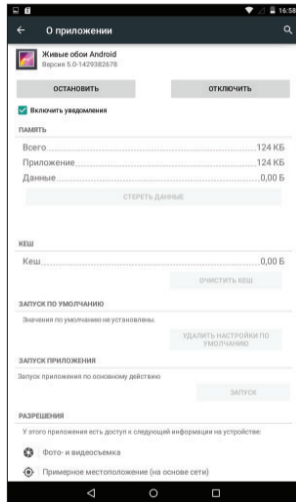 16:58
О приложении
Живые обои Android
Версия 5.0-1429382678
ОСТАНОВИТЬ
ОТКЛЮЧИТЬ
Включить уведомления
ПАМЯТЬ
Всего 124 КБ
Приложение 124 КБ
Данные 0,00 Б
СТЕРЕТЬ ДАННЫЕ
КЕШ
Кеш 0,00 Б
ОЧИСТИТЬ КЕШ
ЗАПУСК ПО УМОЛЧАНИЮ
Значения по умолчанию не установлены.
УДАЛИТЬ НАСТРОЙКИ ПО
УМОЛЧАНИЮ
ЗАПУСК ПРИЛОЖЕНИЯ
Запуск приложения по основному действию
ЗАПУСК
РАЗРЕШЕНИЯ
У этого приложения есть доступ к следующей информации на устройстве:
Фото- и видеосъемка
Примерное местоположение (на основе сети)